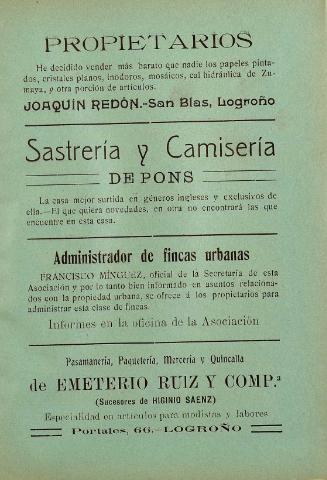 PROPIETARIOS
He decidido vender más barato que nadie los papeles pinta-
dos, cristales planos, inodoros, mosáicos, cal hidráulica de Zu-
maya, y otra porción de artículos.
JOAQUÍN REDÓN.-San Blas, Logroño
Sastrería y Camisería
DE PONS
La casa mejor surtida en géneros ingleses y exclusivos de
ella.—El que quiera novedades, en otra no encontrará las que
encuentre en esta casa.
Administrador de fincas urbanas
FRANCISCO MÍNGUEZ, oficial de la Secretaría de esta
Asociación y por lo tanto bien informado en asuntos relaciona-
dos con la propiedad urbana, se ofrece á los propietarios para
administrar esta clase de fincas.
Informes en la oficina de la Asociación
Pasamanería, Paquetería, Mercería y Quincalla
de EMETERIO RUIZ Y COMP.ª
(Sucesores de HIGINIO SAENZ)
Especialidad en artículos para modistas y labores
Portales, 66.-LOGROÑO